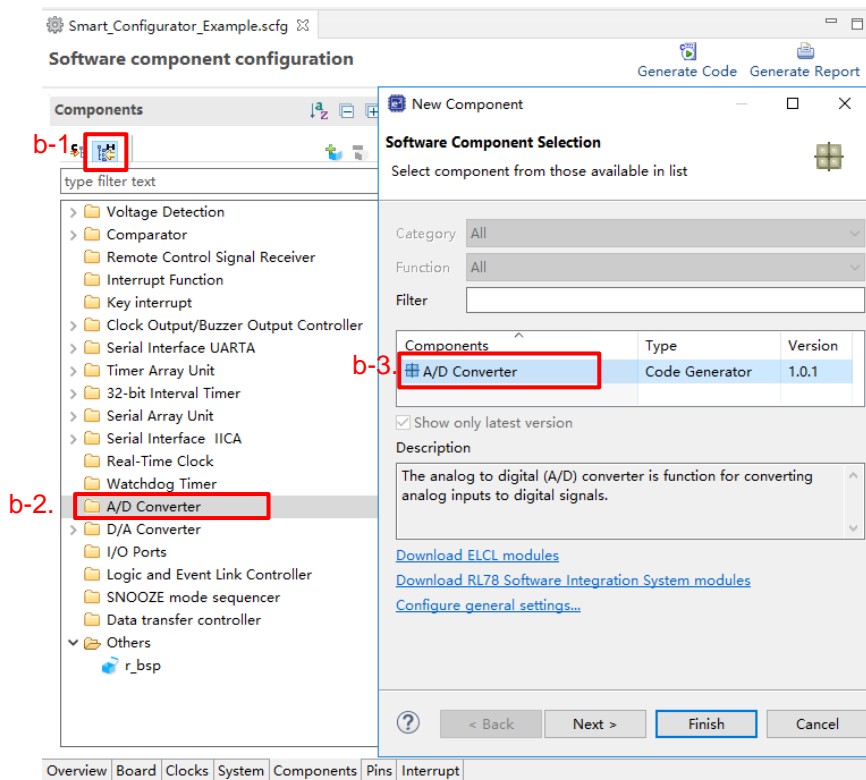 Smart_Configurator_Example.scfg
Software component configuration
Generate Code Generate Report
Components
b-1.
type filter text
Voltage Detection
Comparator
Remote Control Signal Receiver
Interrupt Function
Key interrupt
Clock Output/Buzzer Output Controller
Serial Interface UARTA
Timer Array Unit
32-bit Interval Timer
Serial Array Unit
Serial Interface IICA
Real-Time Clock
Watchdog Timer
b-2.
A/D Converter
D/A Converter
I/O Ports
Logic and Event Link Controller
SNOOZE mode sequencer
Data transfer controller
Others
r_bsp
New Component
Software Component Selection
Select component from those available in list
Category All
Function All
Filter
Components Type Version
b-3.
A/D Converter Code Generator 1.0.1
Show only latest version
Description
The analog to digital (A/D) converter is function for converting
analog inputs to digital signals.
Download ELCL modules
Download RL78 Software Integration System modules
Configure general settings...
? < Back Next > Finish Cancel
Overview Board Clocks System Components Pins Interrupt